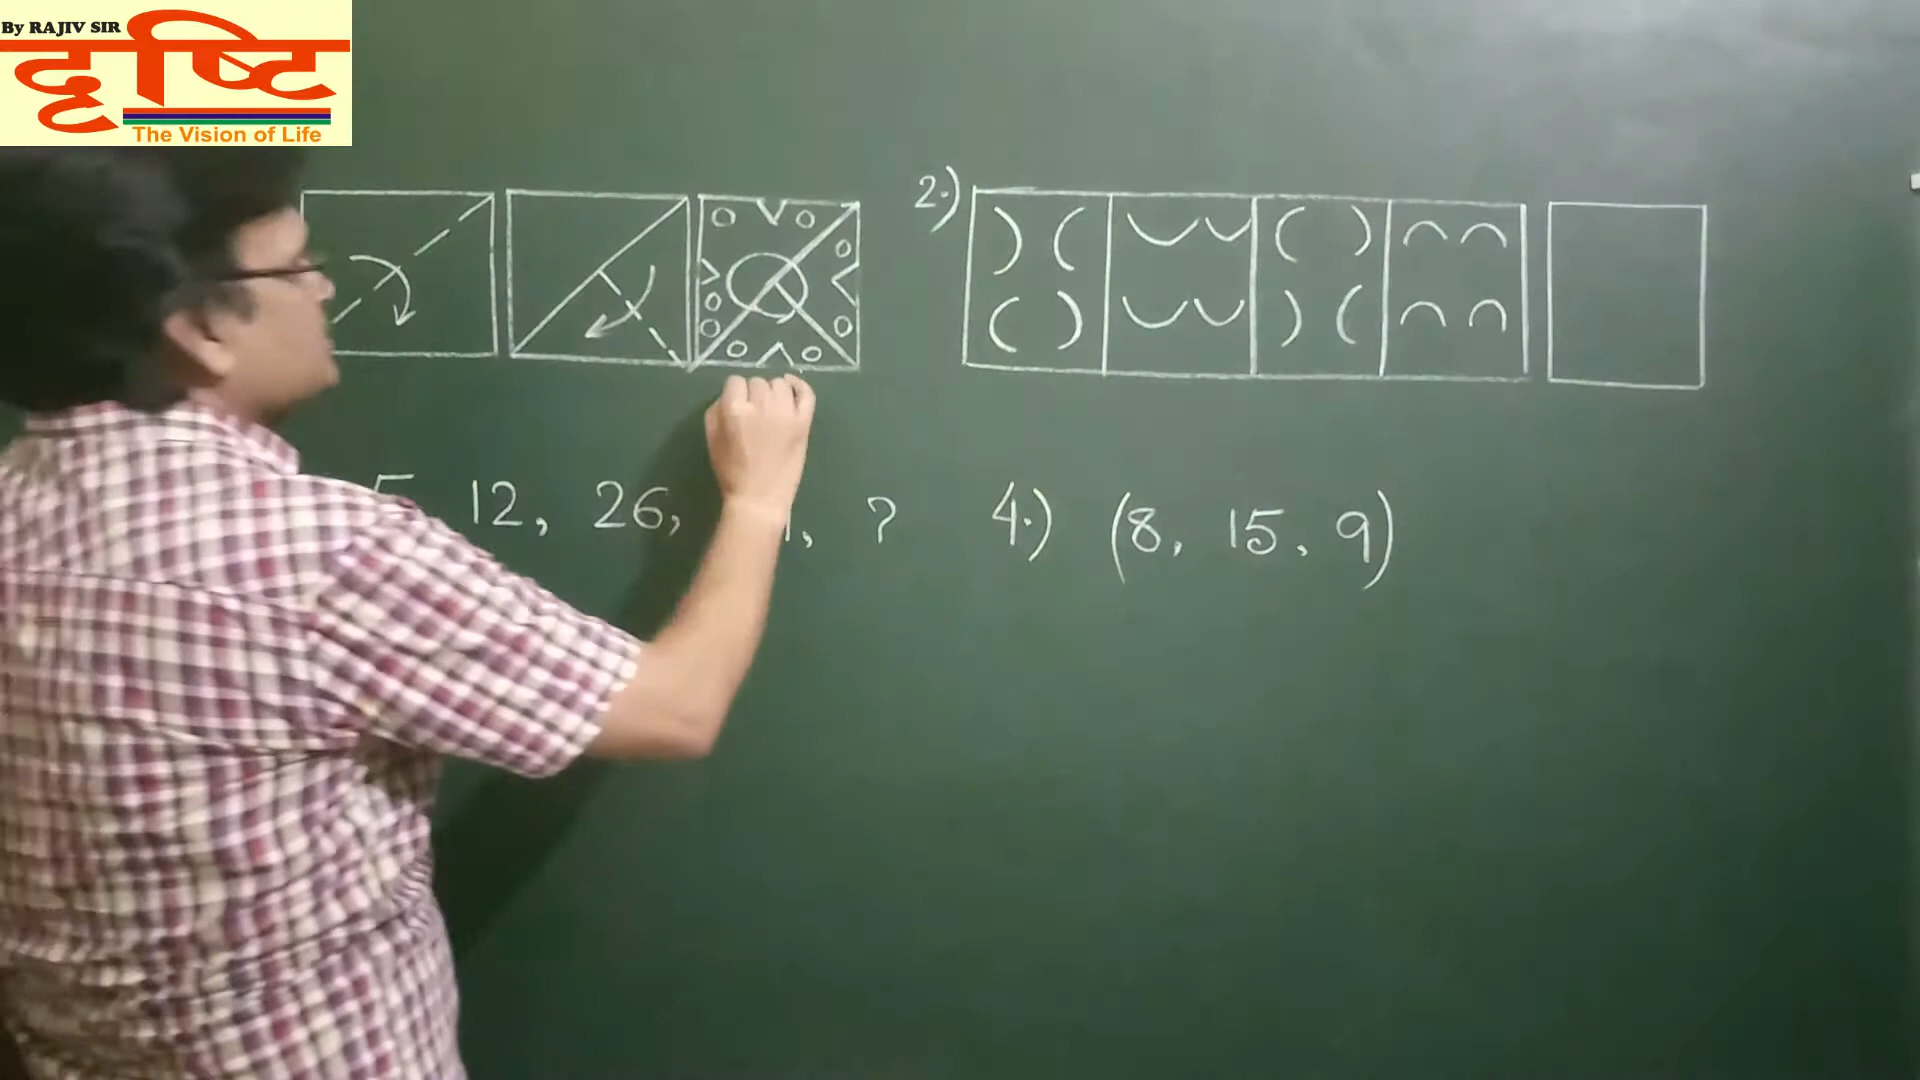 By RAJIV SIR
दृष्टि
The Vision of Life
2.)
12, 26, , ?
4.) (8, 15, 9)